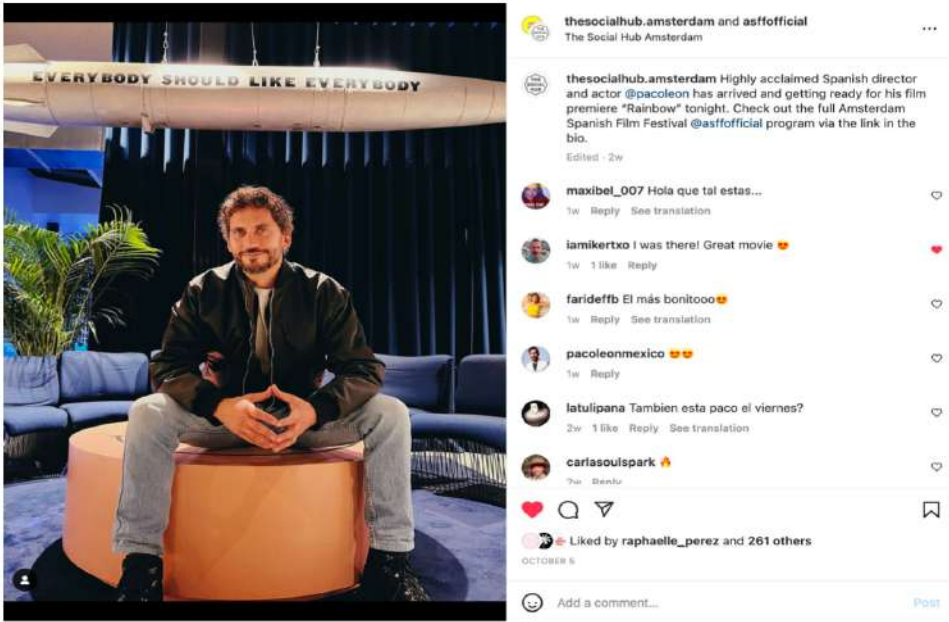 EVERYBODY SHOULD LIKE EVERYBODY
thesocialhub.amsterdam and asffofficial
The Social Hub Amsterdam
thesocialhub.amsterdam Highly acclaimed Spanish director
and actor @pacoleon has arrived and getting ready for his film
premiere “Rainbow” tonight. Check out the full Amsterdam
Spanish Film Festival @asffofficial program via the link in the
bio.
Edited · 2w
maxibel_007 Hola que tal estas...
1w Reply See translation
iamikertxo I was there! Great movie 😍
1w 1 like Reply
farideffb El más bonitooo😍
1w Reply See translation
pacoleonmexico 😍😍
1w Reply
latulipana Tambien esta paco el viernes?
2w 1 like Reply See translation
carlasoulspark 🔥
2w Reply
Liked by raphaelle_perez and 261 others
OCTOBER 5
Add a comment...
Post